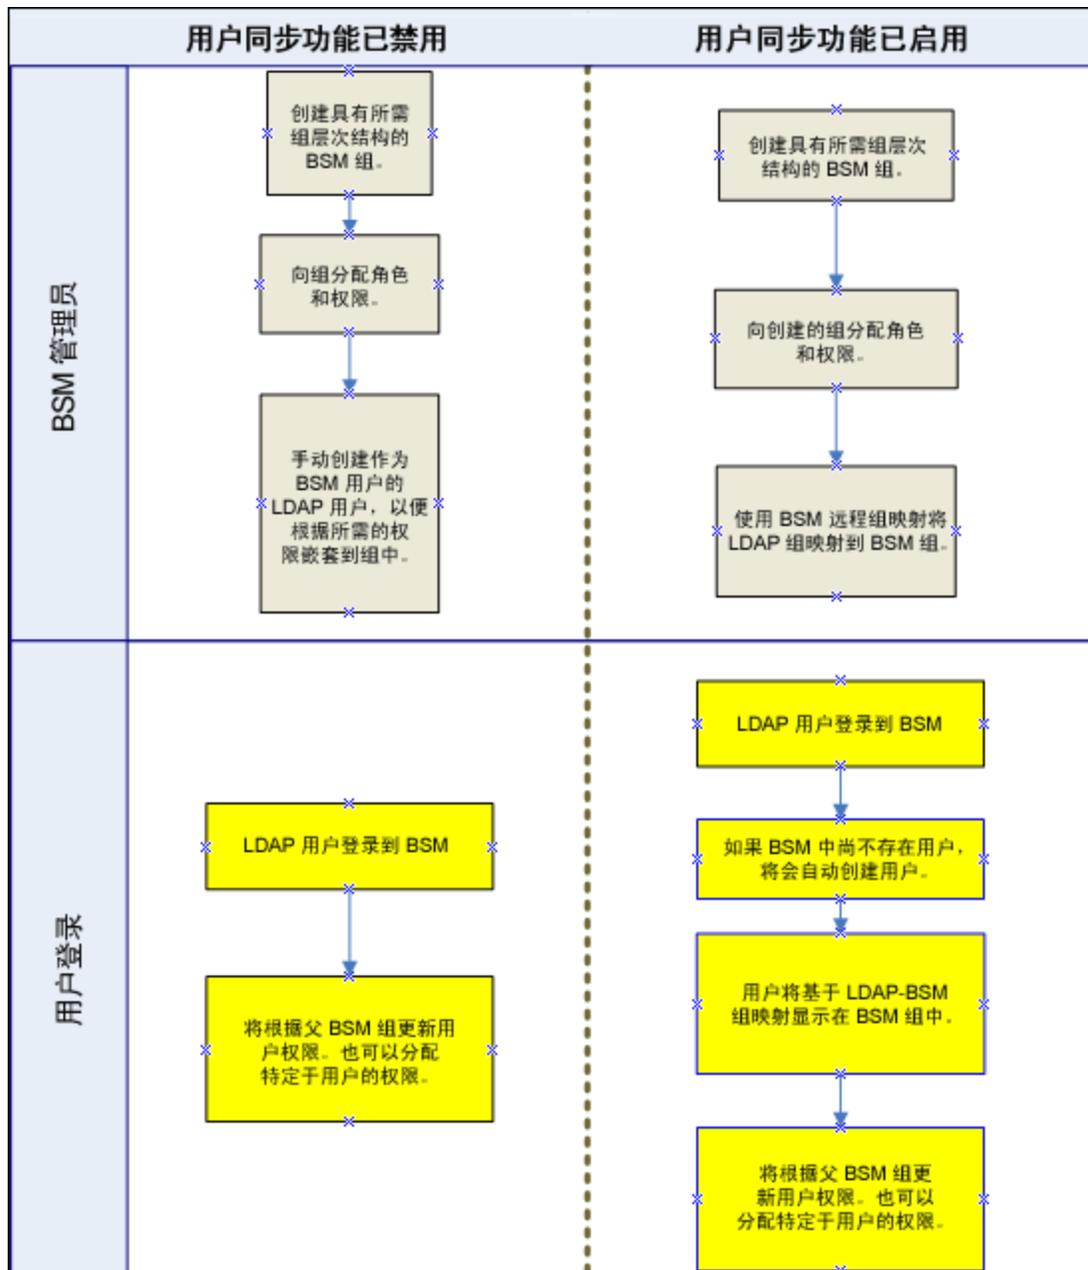 用户同步功能已禁用
用户同步功能已启用
BSM 管理员
创建具有所需
组层次结构的
BSM 组。
向组分配角色
和权限。
手动创建作为
BSM 用户的
LDAP 用户，以便
根据所需的权
限嵌套到组中。
创建具有所需组层次
结构的 BSM 组。
向创建的组分配角色
和权限。
使用 BSM 远程组映射将
LDAP 组映射到 BSM 组。
用户登录
LDAP 用户登录到 BSM
将根据父 BSM 组更新用
户权限。也可以分配
特定于用户的权限。
LDAP 用户登录到 BSM
如果 BSM 中尚不存在用户，
将会自动创建用户。
用户将基于 LDAP-BSM
组映射显示在 BSM 组中。
将根据父 BSM 组更
新用户权限。也可以
分配特定于用户的权限。